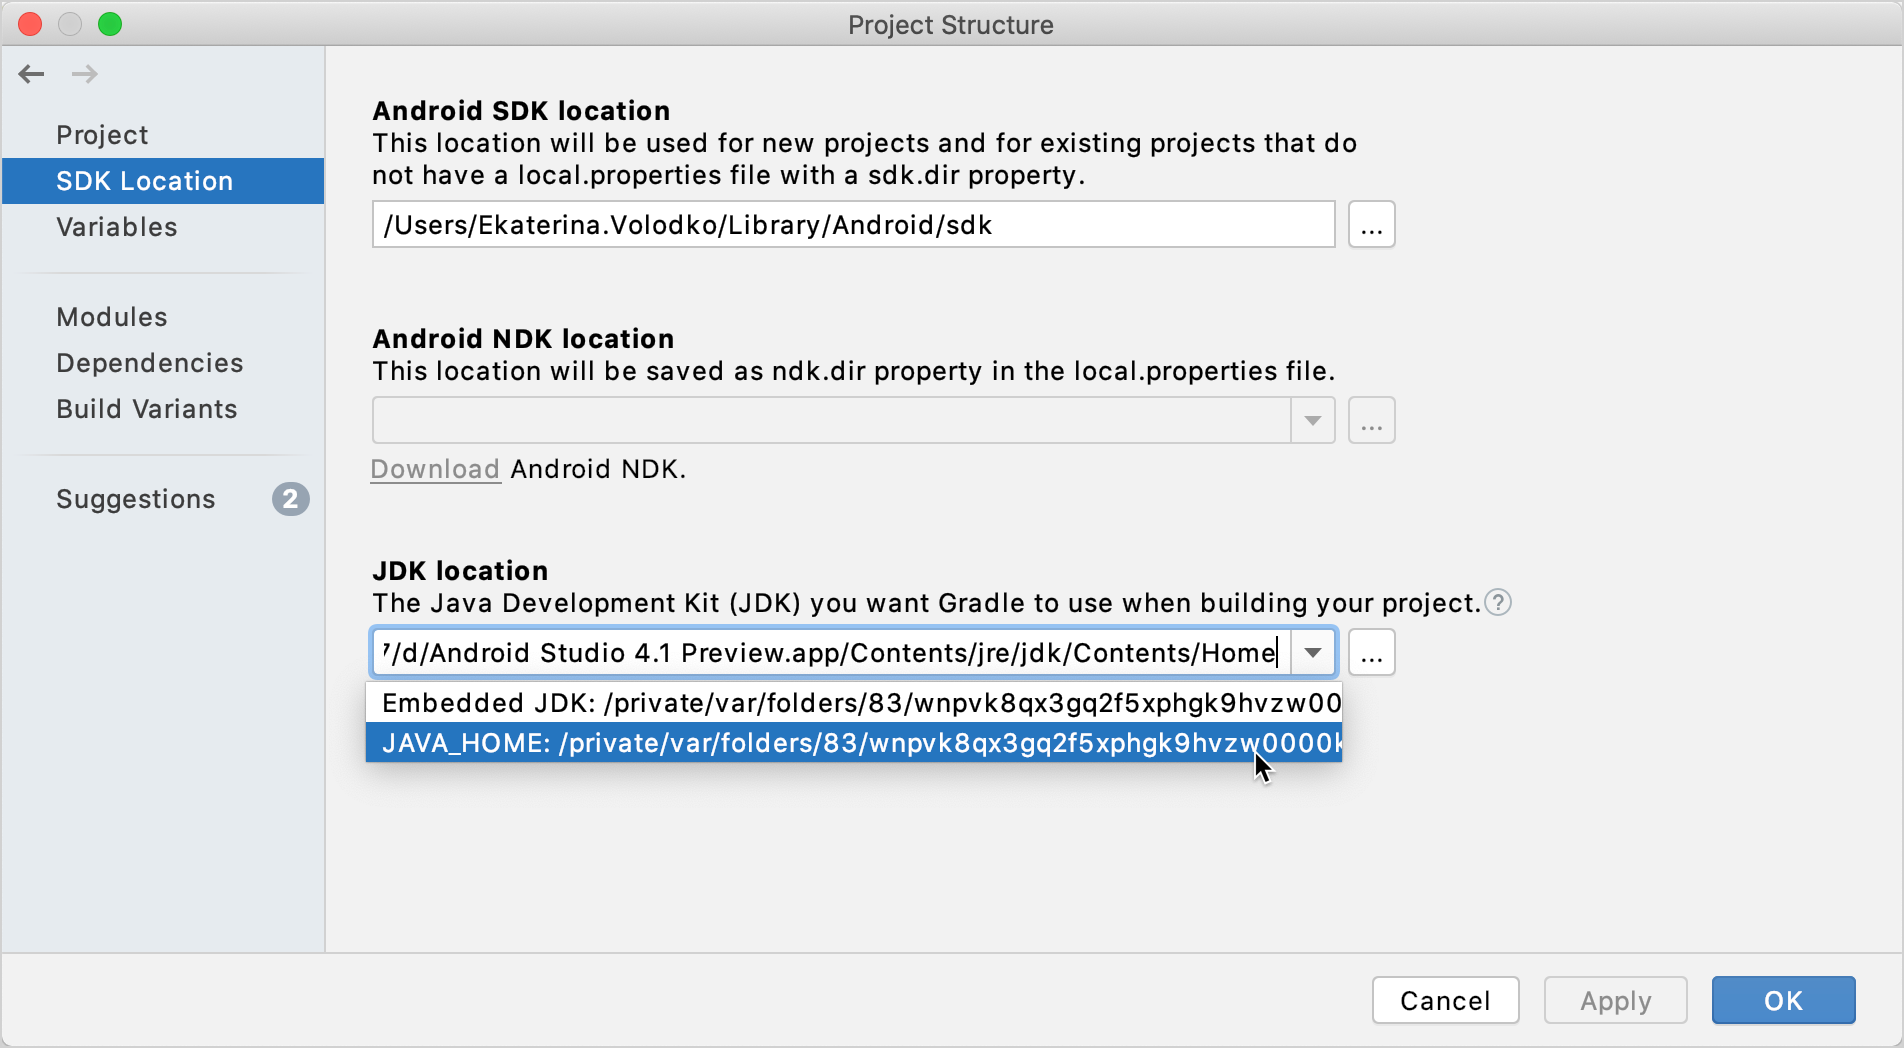 Project Structure
Project
SDK Location
Variables
Modules
Dependencies
Build Variants
Suggestions 2
Android SDK location
This location will be used for new projects and for existing projects that do
not have a local.properties file with a sdk.dir property.
/Users/Ekaterina.Volodko/Library/Android/sdk ...
Android NDK location
This location will be saved as ndk.dir property in the local.properties file.
...
Download Android NDK.
JDK location
The Java Development Kit (JDK) you want Gradle to use when building your project. ?
/d/Android Studio 4.1 Preview.app/Contents/jre/jdk/Contents/Home ...
Embedded JDK: /private/var/folders/83/wnpvk8qx3gq2f5xphgk9hvzw00
JAVA_HOME: /private/var/folders/83/wnpvk8qx3gq2f5xphgk9hvzw0000k
Cancel Apply OK